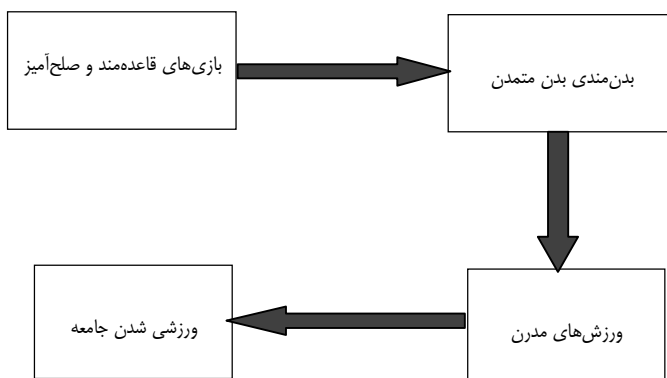 بازی‌های قاعده‌مند و صلح‌آمیز
بدن‌مندی بدن متمدن
ورزش‌های مدرن
ورزشی شدن جامعه